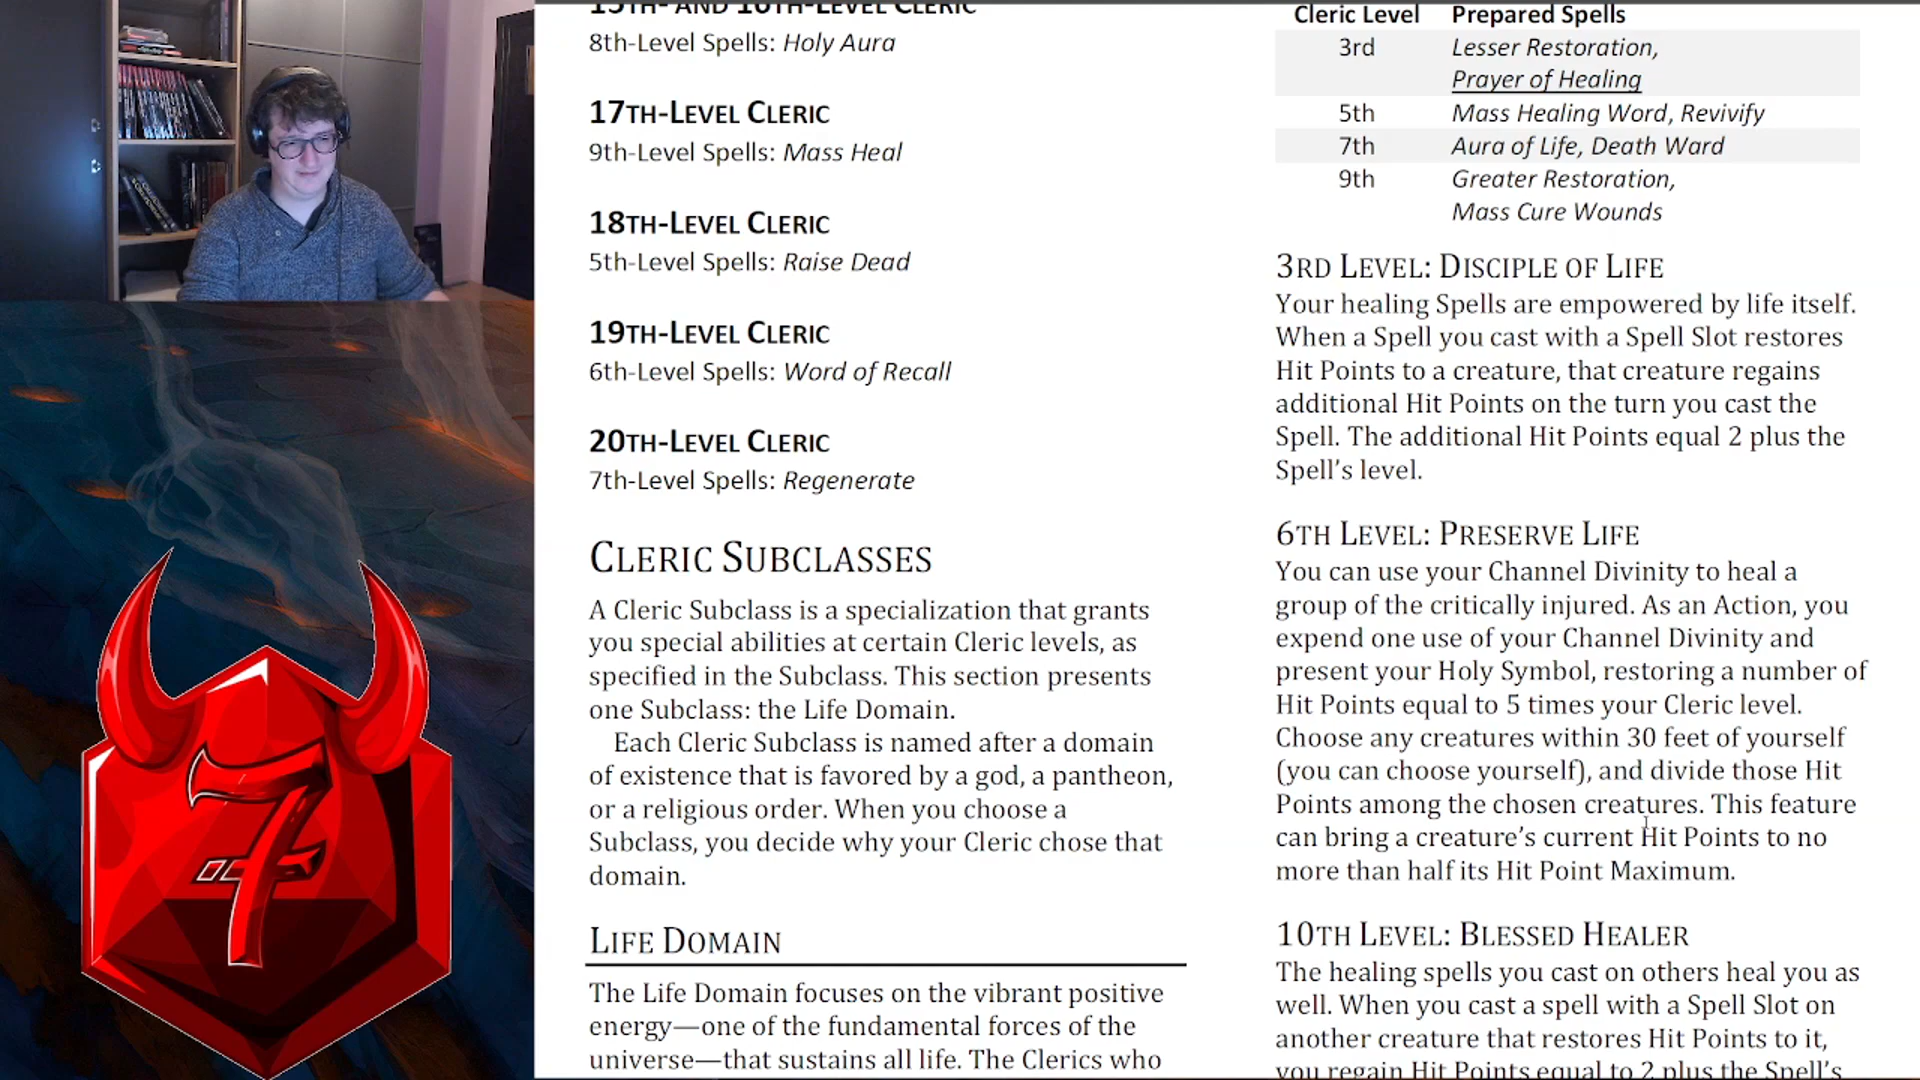 15TH- AND 16TH-LEVEL CLERIC
8th-Level Spells: Holy Aura
17TH-LEVEL CLERIC
9th-Level Spells: Mass Heal
18TH-LEVEL CLERIC
5th-Level Spells: Raise Dead
19TH-LEVEL CLERIC
6th-Level Spells: Word of Recall
20TH-LEVEL CLERIC
7th-Level Spells: Regenerate
CLERIC SUBCLASSES
A Cleric Subclass is a specialization that grants
you special abilities at certain Cleric levels, as
specified in the Subclass. This section presents
one Subclass: the Life Domain.
Each Cleric Subclass is named after a domain
of existence that is favored by a god, a pantheon,
or a religious order. When you choose a
Subclass, you decide why your Cleric chose that
domain.
LIFE DOMAIN
The Life Domain focuses on the vibrant positive
energy—one of the fundamental forces of the
universe—that sustains all life. The Clerics who
Cleric Level Prepared Spells
3rd Lesser Restoration,
Prayer of Healing
5th Mass Healing Word, Revivify
7th Aura of Life, Death Ward
9th Greater Restoration,
Mass Cure Wounds
3RD LEVEL: DISCIPLE OF LIFE
Your healing Spells are empowered by life itself.
When a Spell you cast with a Spell Slot restores
Hit Points to a creature, that creature regains
additional Hit Points on the turn you cast the
Spell. The additional Hit Points equal 2 plus the
Spell's level.
6TH LEVEL: PRESERVE LIFE
You can use your Channel Divinity to heal a
group of the critically injured. As an Action, you
expend one use of your Channel Divinity and
present your Holy Symbol, restoring a number of
Hit Points equal to 5 times your Cleric level.
Choose any creatures within 30 feet of yourself
(you can choose yourself), and divide those Hit
Points among the chosen creatures. This feature
can bring a creature's current Hit Points to no
more than half its Hit Point Maximum.
10TH LEVEL: BLESSED HEALER
The healing spells you cast on others heal you as
well. When you cast a spell with a Spell Slot on
another creature that restores Hit Points to it,
you regain Hit Points equal to 2 plus the Spell's
7